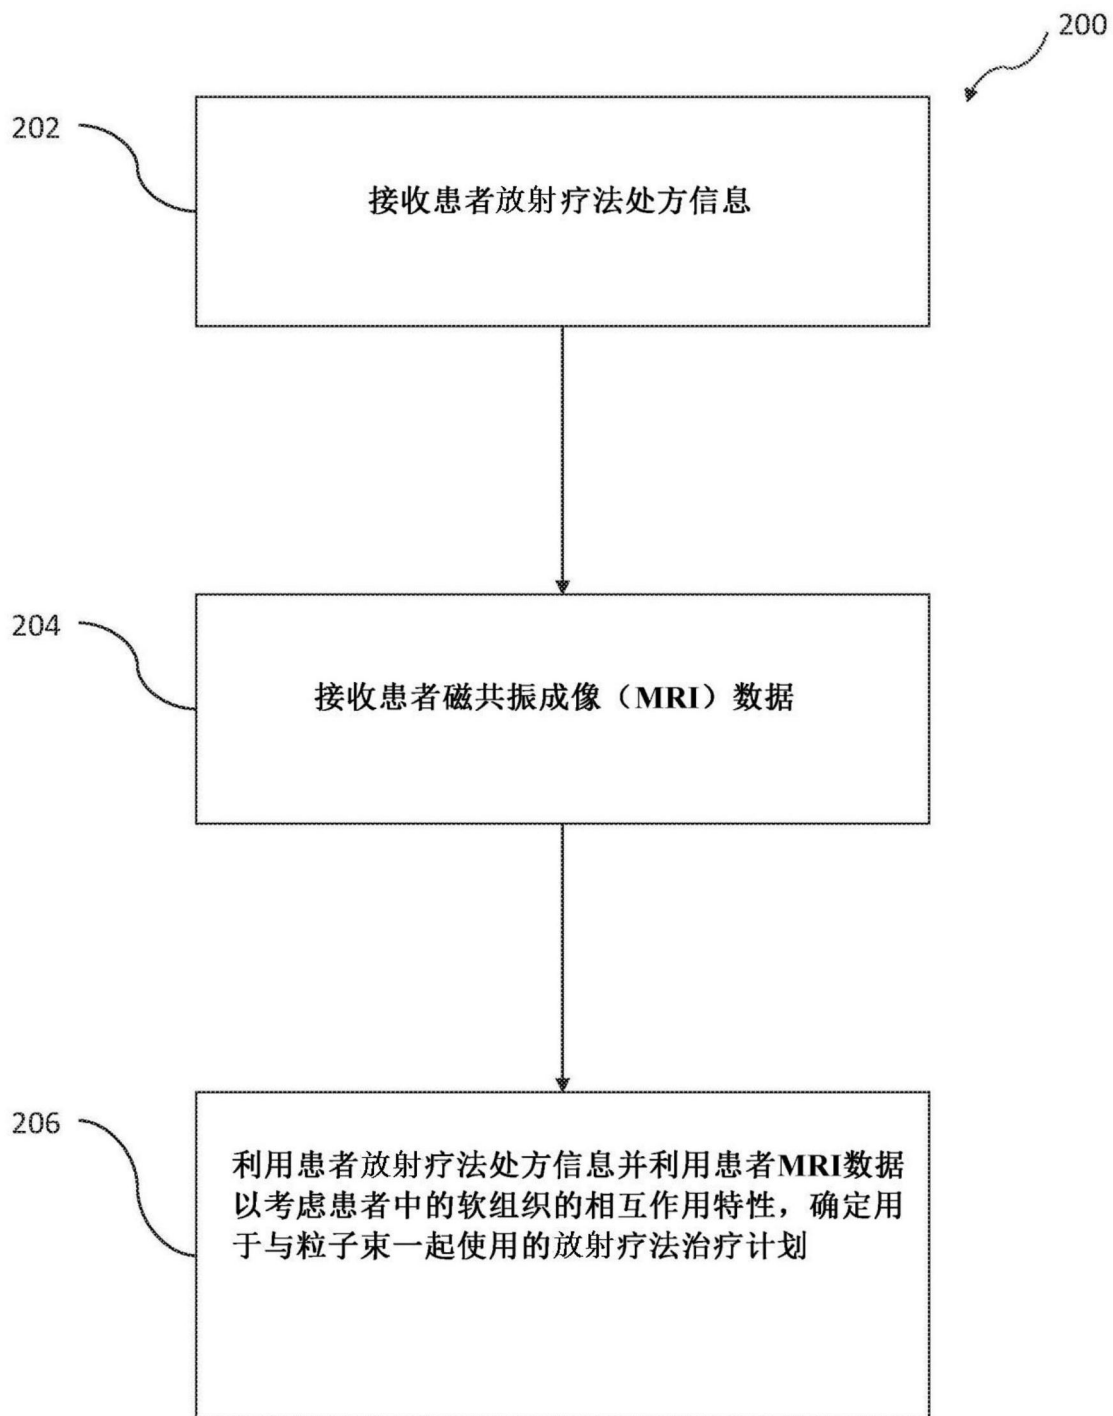 200
202
接收患者放射疗法处方信息
204
接收患者磁共振成像（MRI）数据
206
利用患者放射疗法处方信息并利用患者MRI数据
以考虑患者中的软组织的相互作用特性，确定用
于与粒子束一起使用的放射疗法治疗计划